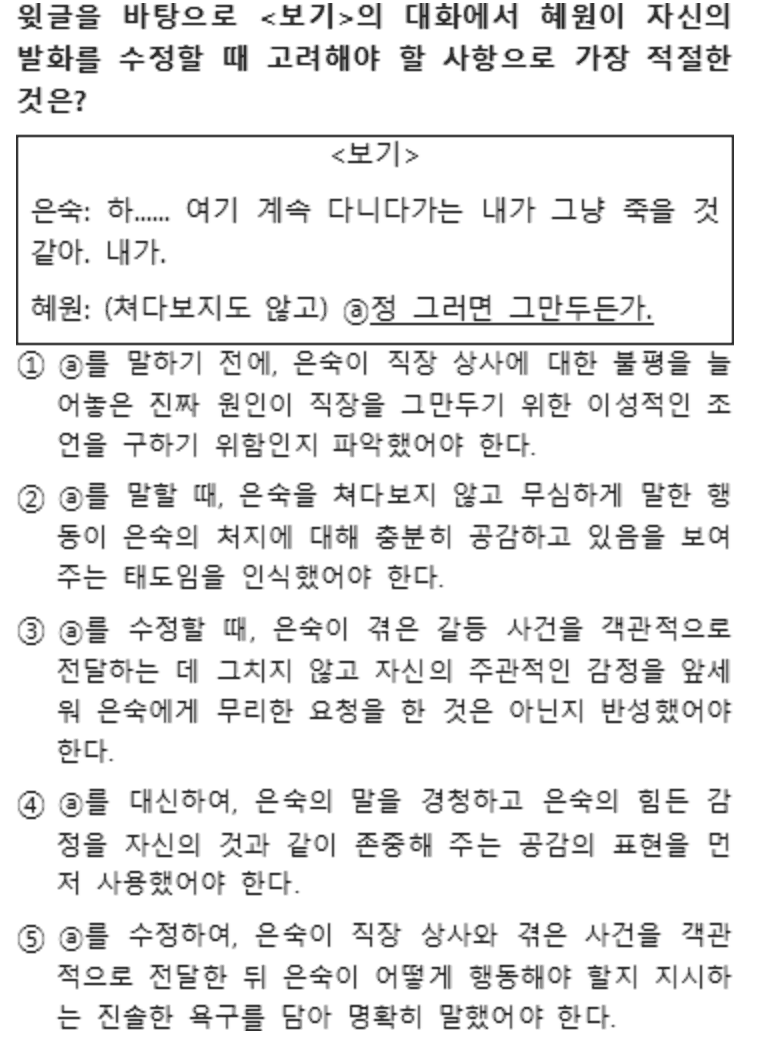 윗글을 바탕으로 <보기>의 대화에서 혜원이 자신의
발화를 수정할 때 고려해야 할 사항으로 가장 적절한
것은?
<보기>
은숙: 하...... 여기 계속 다니다가는 내가 그냥 죽을 것
같아. 내가.
혜원: (쳐다보지도 않고) ⓐ정 그러면 그만두든가.
① ⓐ를 말하기 전에, 은숙이 직장 상사에 대한 불평을 늘
어놓은 진짜 원인이 직장을 그만두기 위한 이성적인 조
언을 구하기 위함인지 파악했어야 한다.
② ⓐ를 말할 때, 은숙을 쳐다보지 않고 무심하게 말한 행
동이 은숙의 처지에 대해 충분히 공감하고 있음을 보여
주는 태도임을 인식했어야 한다.
③ ⓐ를 수정할 때, 은숙이 겪은 갈등 사건을 객관적으로
전달하는 데 그치지 않고 자신의 주관적인 감정을 앞세
워 은숙에게 무리한 요청을 한 것은 아닌지 반성했어야
한다.
④ ⓐ를 대신하여, 은숙의 말을 경청하고 은숙의 힘든 감
정을 자신의 것과 같이 존중해 주는 공감의 표현을 먼
저 사용했어야 한다.
⑤ ⓐ를 수정하여, 은숙이 직장 상사와 겪은 사건을 객관
적으로 전달한 뒤 은숙이 어떻게 행동해야 할지 지시하
는 진솔한 욕구를 담아 명확히 말했어야 한다.